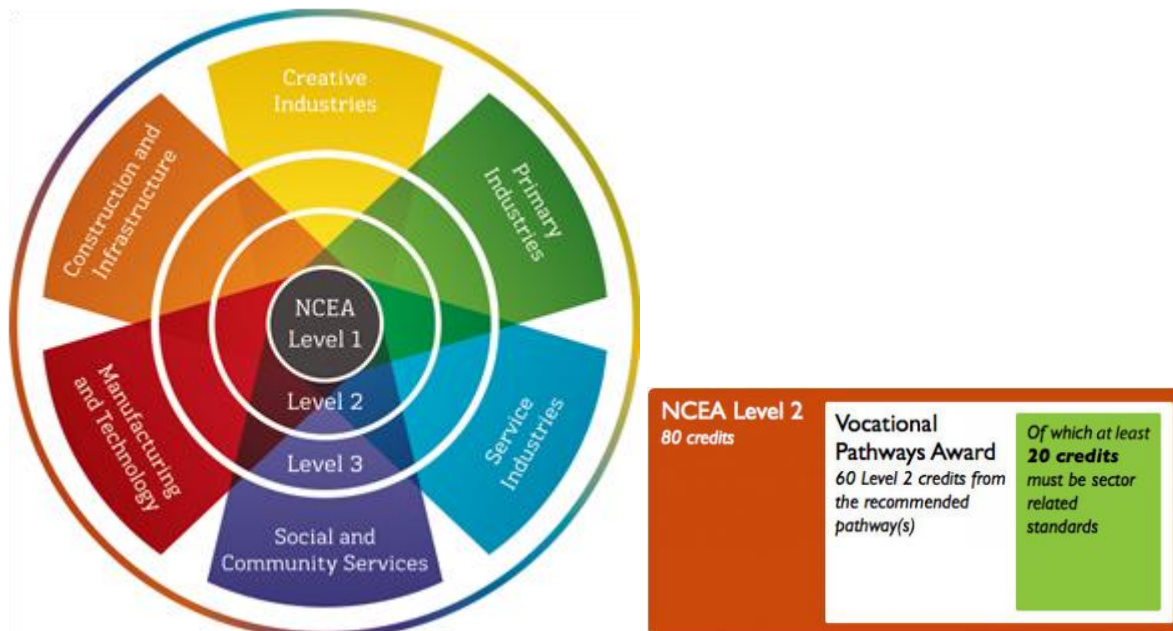 Creative
Industries
Primary
Industries
Service
Industries
Social and
Community Services
Manufacturing
and Technology
Construction and
Infrastructure
NCEA
Level 1
Level 2
Level 3
NCEA Level 2
80 credits
Vocational
Pathways Award
60 Level 2 credits from
the recommended
pathway(s)
Of which at least
20 credits
must be sector
related
standards